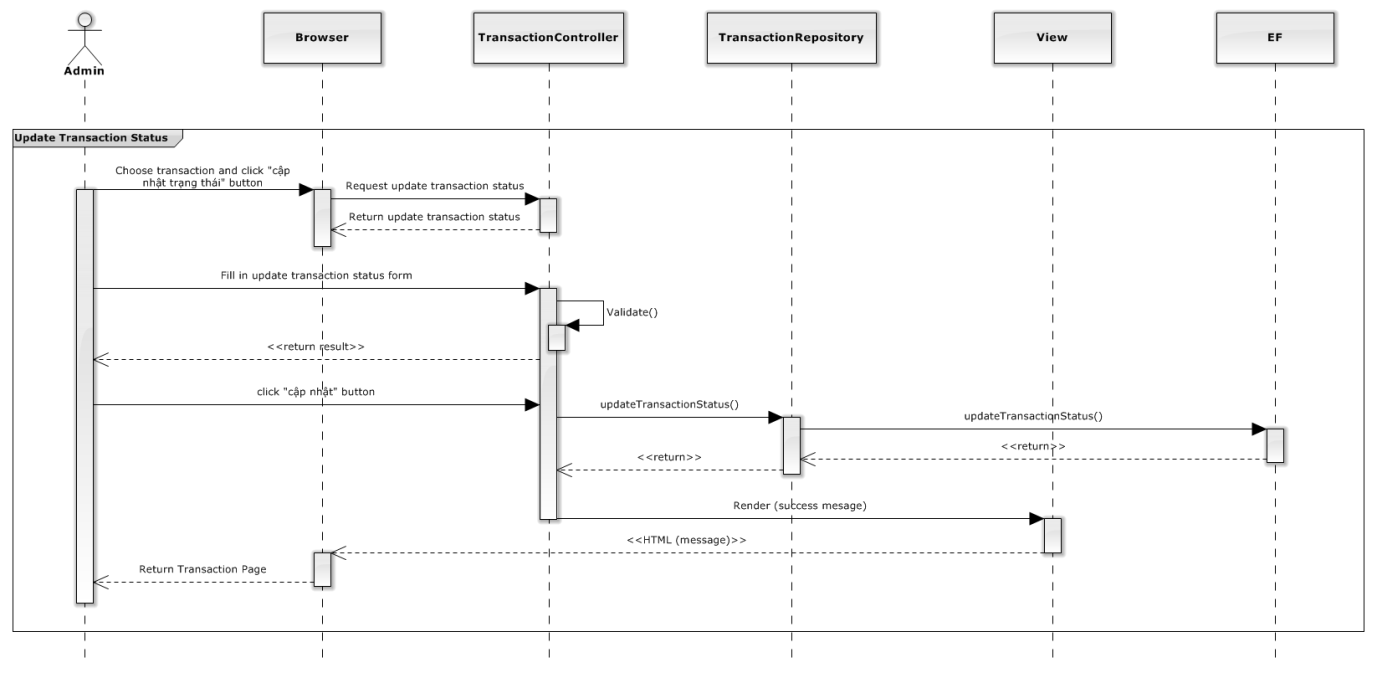 Admin
Browser
TransactionController
TransactionRepository
View
EF
Update Transaction Status
Choose transaction and click "cập
nhật trạng thái" button
Request update transaction status
Return update transaction status
Fill in update transaction status form
Validate()
<<return result>>
click "cập nhật" button
updateTransactionStatus()
updateTransactionStatus()
<<return>>
<<return>>
Render (success mesage)
<<HTML (message)>>
Return Transaction Page